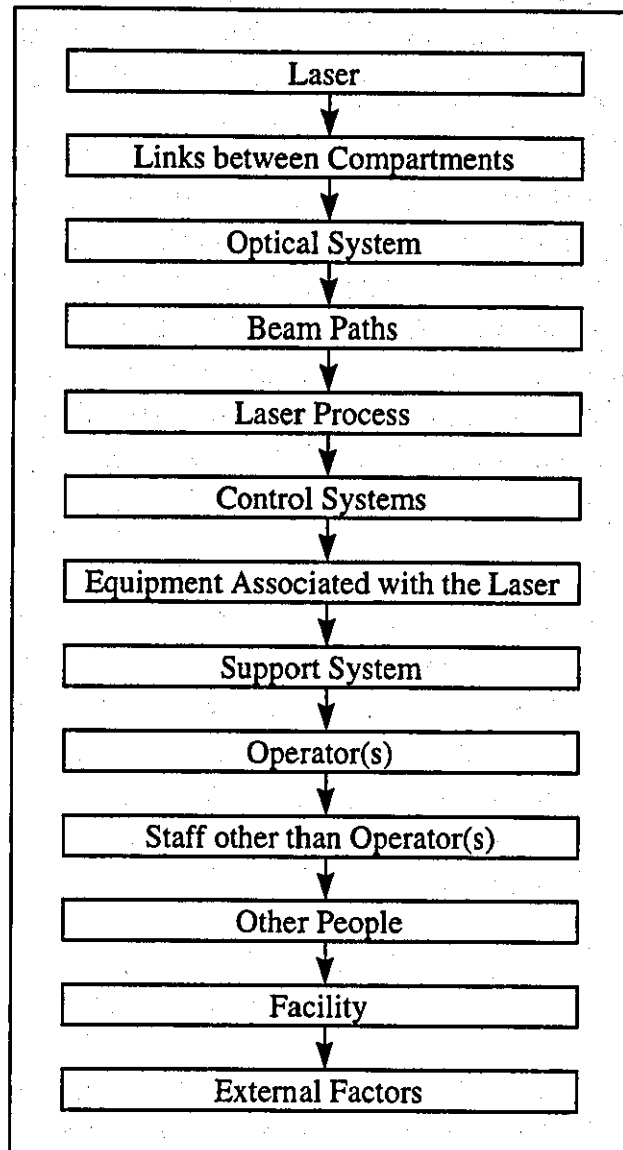 Laser
Links between Compartments
Optical System
Beam Paths
Laser Process
Control Systems
Equipment Associated with the Laser
Support System
Operator(s)
Staff other than Operator(s)
Other People
Facility
External Factors